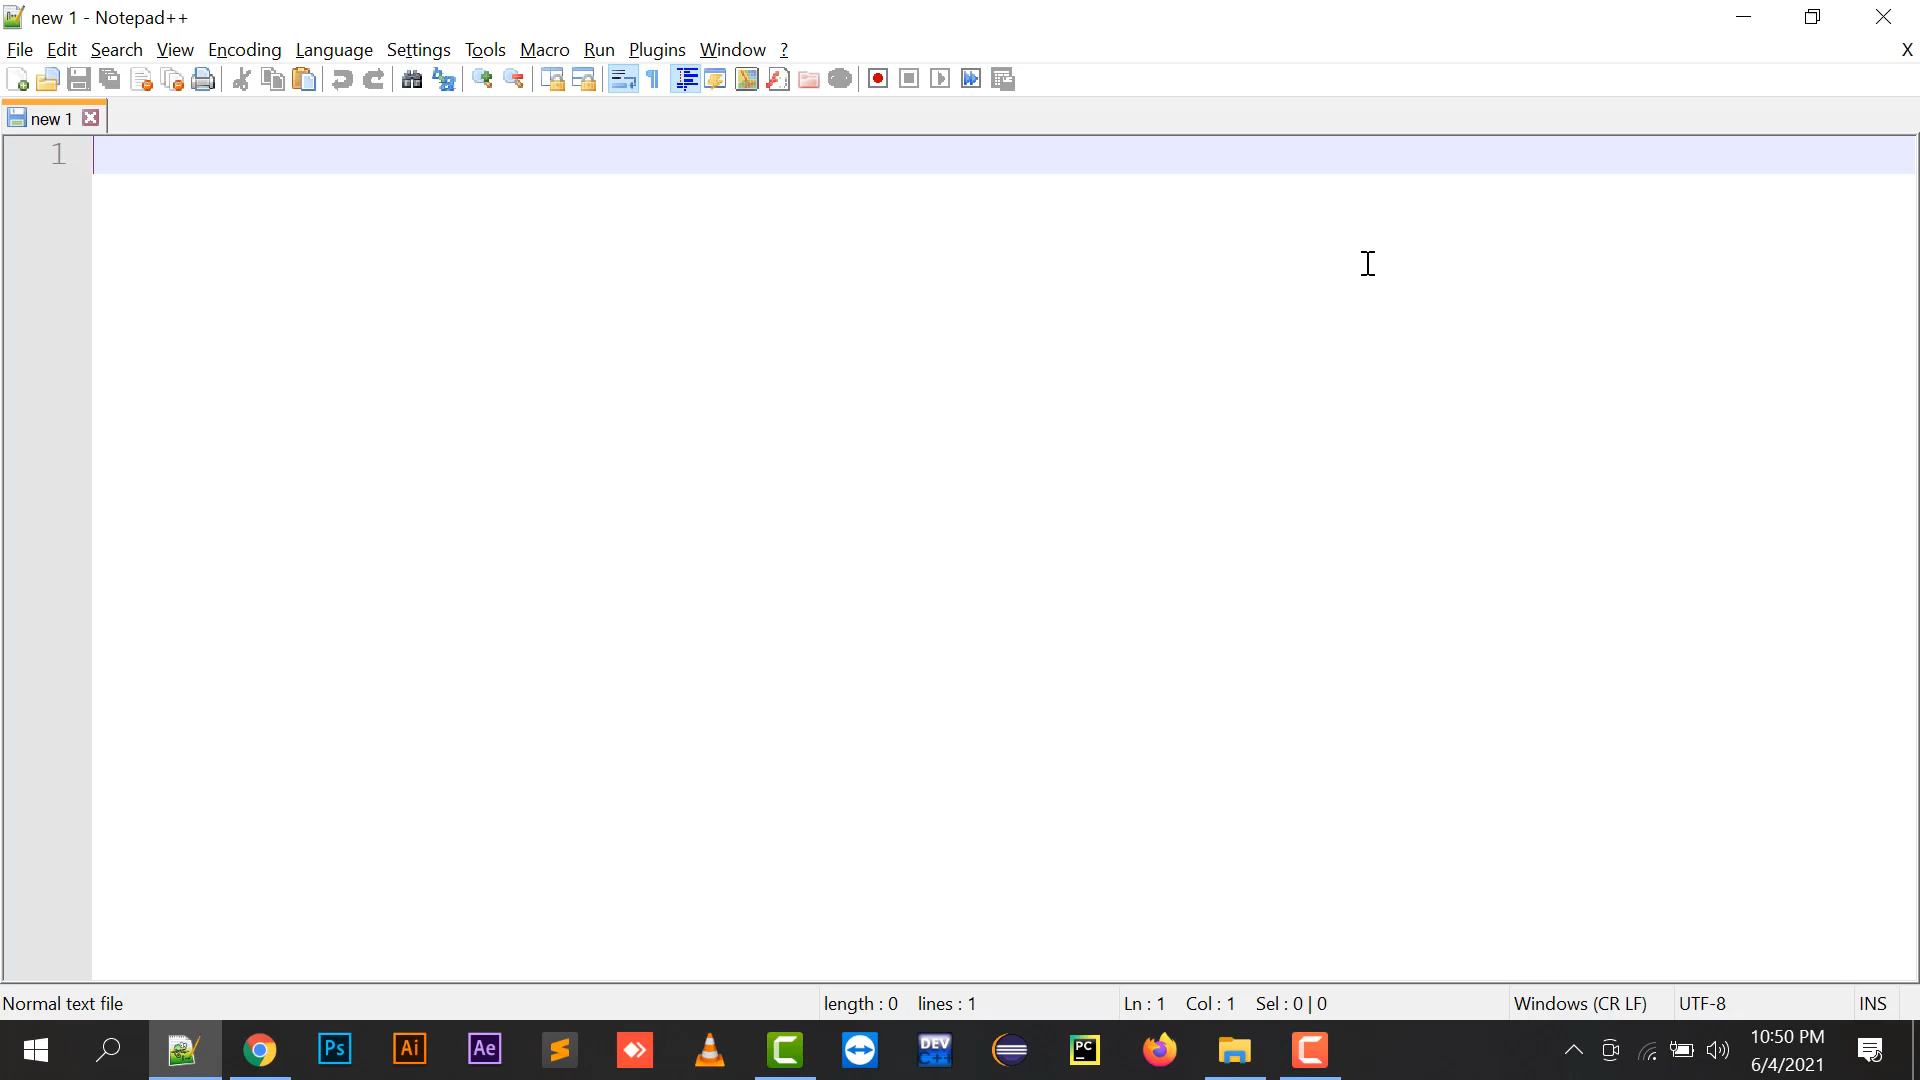 new 1 - Notepad++
File Edit Search View Encoding Language Settings Tools Macro Run Plugins Window ? X
new 1
1
Normal text file length : 0 lines : 1 Ln : 1 Col : 1 Sel : 0 | 0 Windows (CR LF) UTF-8 INS
Ps Ai Ae DEV C++ PC 10:50 PM
6/4/2021